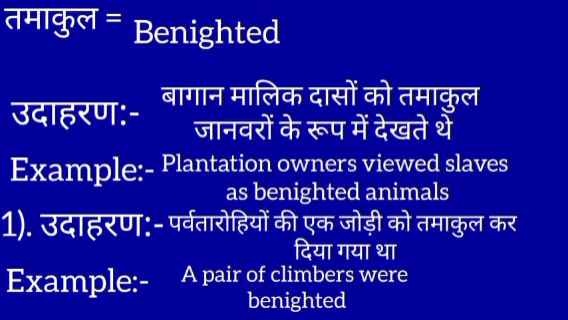 तमाकुल = Benighted
उदाहरण:- बागान मालिक दासों को तमाकुल
जानवरों के रूप में देखते थे
Example:- Plantation owners viewed slaves
as benighted animals
1). उदाहरण:- पर्वतारोहियों की एक जोड़ी को तमाकुल कर
दिया गया था
Example:- A pair of climbers were
benighted